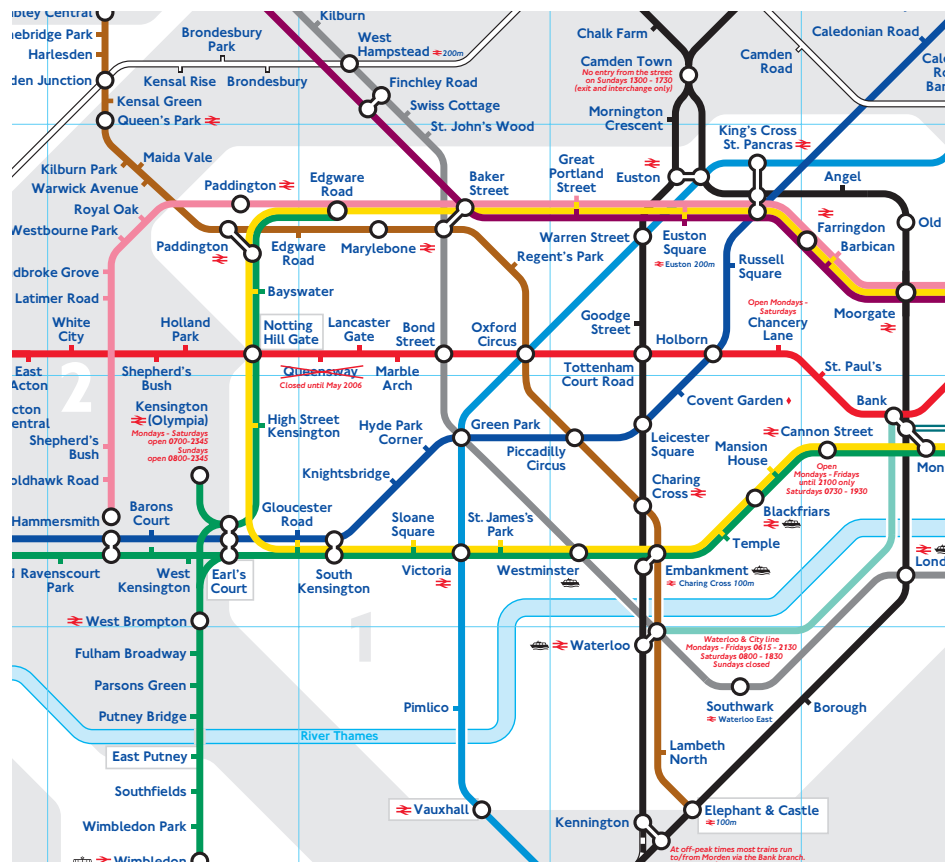 Kilburn
Chalk Farm
Caledonian Road
Central
Park
Harlesden
Brondesbury
Park
West
Hampstead
200m
Camden Town
No entry from the street
on Sundays 1300 - 1730
(exit and interchange only)
Camden
Road
Junction
Kensal Rise
Brondesbury
Finchley Road
Kensal Green
Swiss Cottage
Queen's Park
St. John's Wood
Mornington
Crescent
King's Cross
St. Pancras
Maida Vale
Kilburn Park
Warwick Avenue
Paddington
Edgware
Road
Baker
Street
Great
Portland
Street
Euston
Angel
Royal Oak
Westbourne Park
Paddington
Edgware
Road
Marylebone
Regent's Park
Warren Street
Euston
Square
Euston 200m
Farringdon
Barbican
Old
Latimer Road
Bayswater
Russell
Square
Goodge
Street
Open Mondays -
Saturdays
Chancery
Lane
Moorgate
White
City
Holland
Park
Notting
Hill Gate
Lancaster
Gate
Bond
Street
Oxford
Circus
Holborn
East
Acton
Shepherd's
Bush
Queensway
Closed until May 2006
Marble
Arch
Tottenham
Court Road
St. Paul's
2
Kensington
(Olympia)
Mondays - Saturdays
open 0700-2345
Sundays
open 0800-2345
High Street
Kensington
Hyde Park
Corner
Green Park
Piccadilly
Circus
Leicester
Square
Covent Garden
Bank
Cannon Street
Open
Mondays - Fridays
until 2100 only
Saturdays 0730 - 1930
Mansion
House
Mon
Shepherd's
Bush
Road
Knightsbridge
Charing
Cross
Blackfriars
Hammersmith
Barons
Court
Gloucester
Road
Sloane
Square
St. James's
Park
Temple
Ravenscourt
Park
West
Kensington
Earl's
Court
South
Kensington
Victoria
Westminster
Embankment
Charing Cross 100m
Lond
West Brompton
Fulham Broadway
Parsons Green
Putney Bridge
1
Waterloo
Waterloo & City line
Mondays - Fridays 0615 - 2130
Saturdays 0800 - 1830
Sundays closed
Southwark
Waterloo East
Borough
Pimlico
River Thames
East Putney
Lambeth
North
Southfields
Wimbledon Park
Wimbledon
Vauxhall
Kennington
Elephant & Castle
100m
At off-peak times most trains run
to/from Morden via the Bank branch.